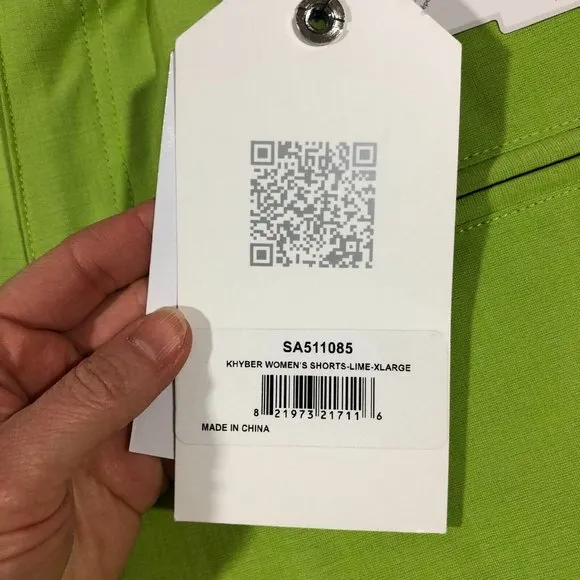 SA511085
KHYBER WOMEN'S SHORTS-LIME-XLARGE
8 21973 21711 6
MADE IN CHINA